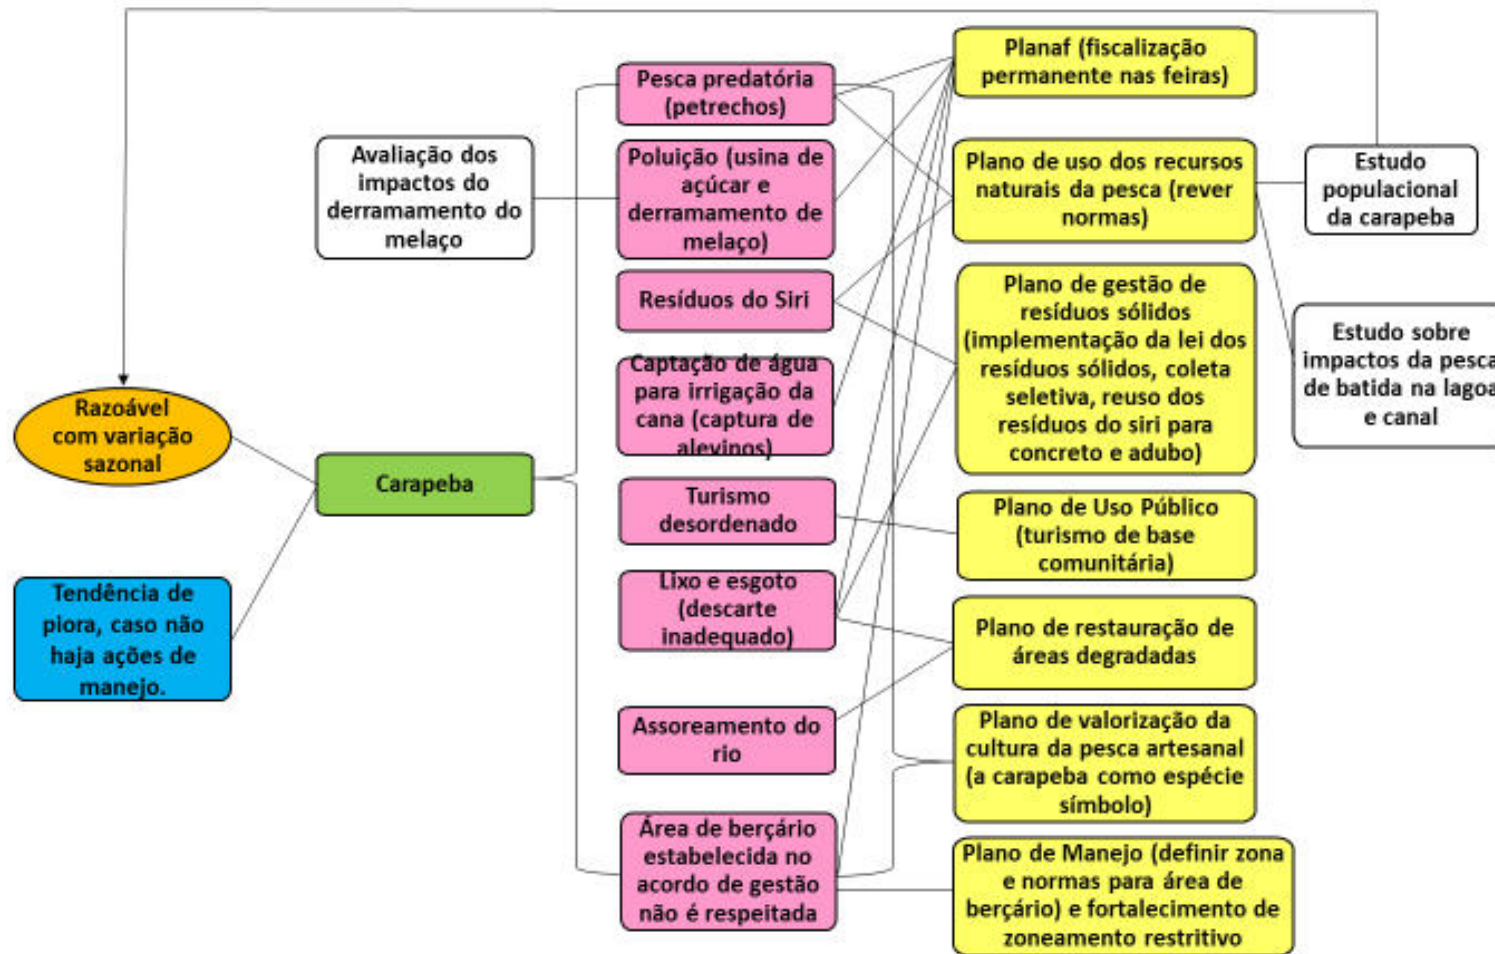 Razoável
com variação
sazonal
Tendência de
piora, caso não
haja ações de
manejo.
Avaliação dos
impactos do
derramamento do
melaço
Carapeba
Pesca predatória
(petrechos)
Poluição (usina de
açúcar e
derramamento de
melaço)
Resíduos do Siri
Captação de água
para irrigação da
cana (captura de
alevinos)
Turismo
desordenado
Lixo e esgoto
(descarte
inadequado)
Assoreamento do
rio
Área de berçário
estabelecida no
acordo de gestão
não é respeitada
Planaf (fiscalização
permanente nas feiras)
Plano de uso dos recursos
naturais da pesca (rever
normas)
Plano de gestão de
resíduos sólidos
(implementação da lei dos
resíduos sólidos, coleta
seletiva, reuso dos
resíduos do siri para
concreto e adubo)
Plano de Uso Público
(turismo de base
comunitária)
Plano de restauração de
áreas degradadas
Plano de valorização da
cultura da pesca artesanal
(a carapeba como espécie
símbolo)
Plano de Manejo (definir zona
e normas para área de
berçário) e fortalecimento de
zoneamento restritivo
Estudo
populacional
da carapeba
Estudo sobre
impactos da pesca
de batida na lagoa
e canal